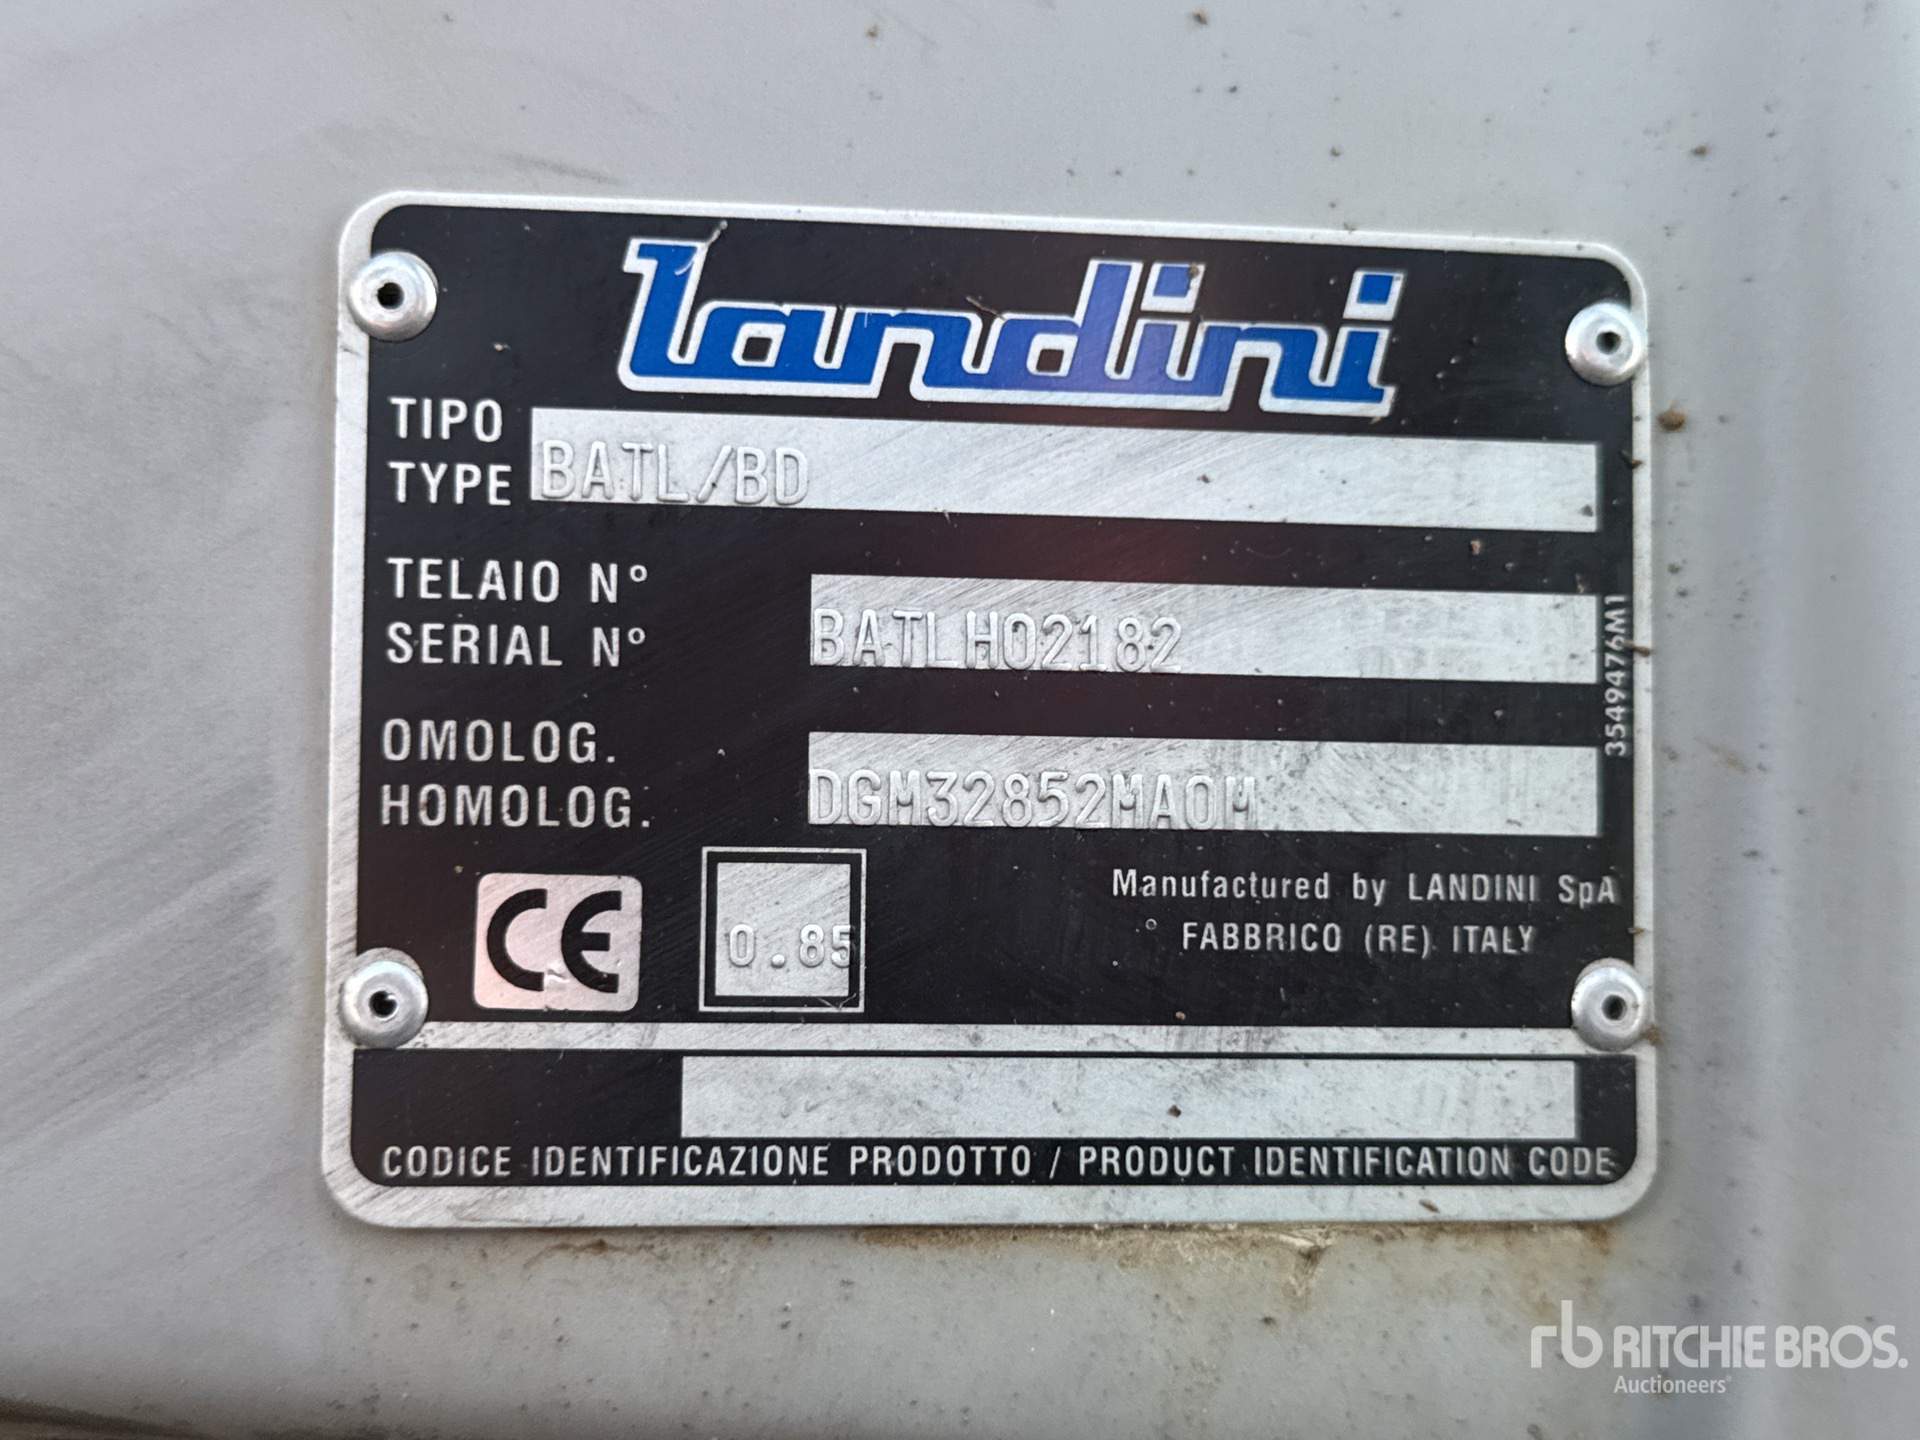 Landini
TIPO
TYPE BATL/BD
TELAIO N°
SERIAL N° BATLH02182
OMOLOG.
HOMOLOG. DGM32852MAOM
3549476M1
CE 0.85
Manufactured by LANDINI SpA
FABBRICO (RE) ITALY
CODICE IDENTIFICAZIONE PRODOTTO / PRODUCT IDENTIFICATION CODE
rb RITCHIE BROS.
Auctioneers